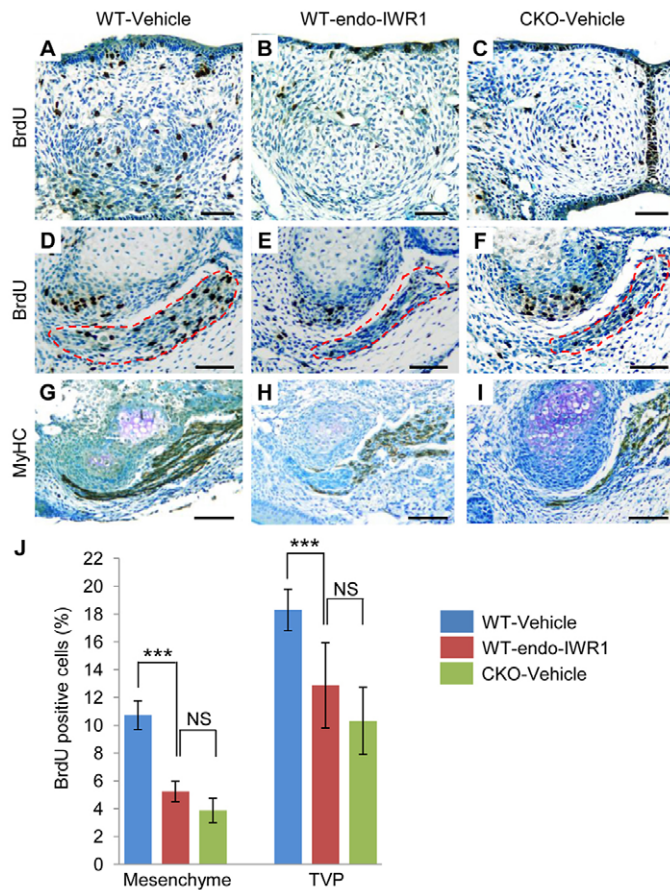 WT-Vehicle WT-endo-IWR1 CKO-Vehicle
A B C
BrdU
D E F
BrdU
G H I
MyHC
J
BrdU positive cells (%)
22
20
18
16
14
12
10
8
6
4
2
0
*** NS
*** NS
Mesenchyme TVP
WT-Vehicle
WT-endo-IWR1
CKO-Vehicle